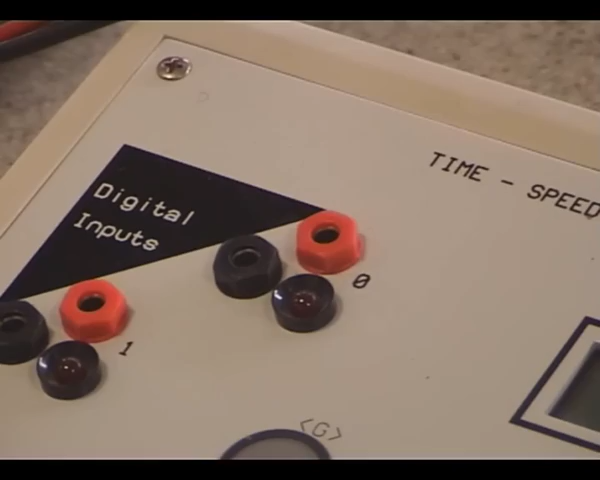 TIME - SPEED
Digital
Inputs
0
1
<G>